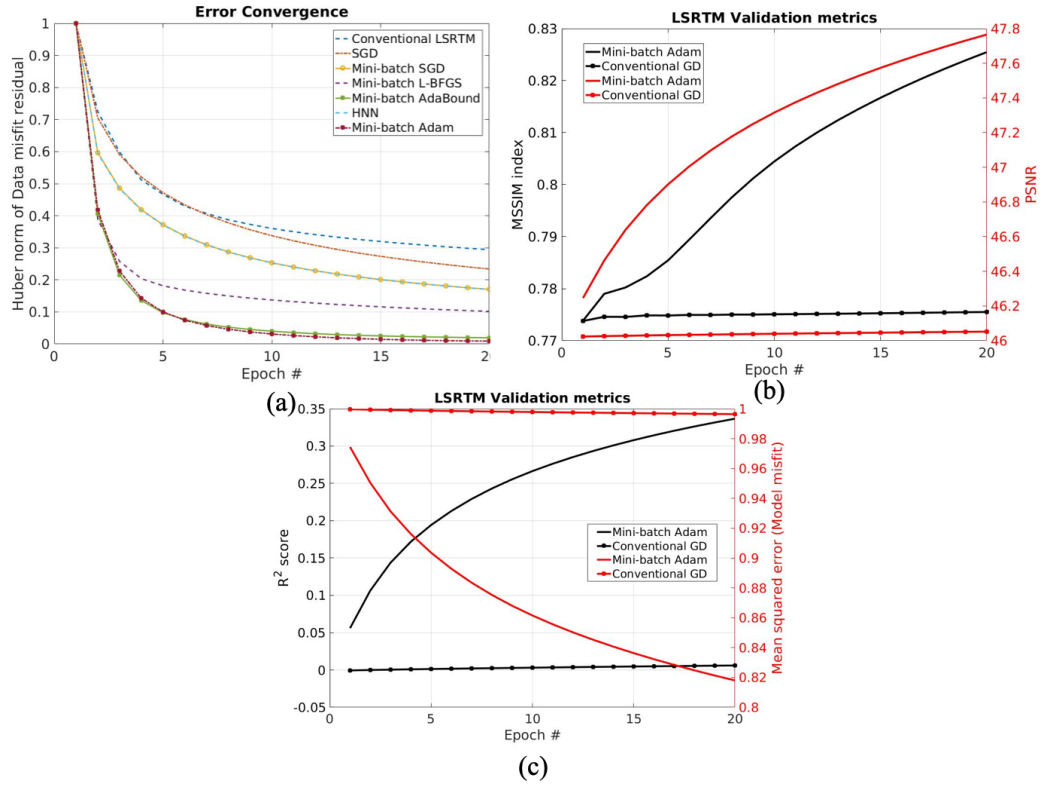 Error Convergence
1
0.9
0.8
0.7
0.6
0.5
0.4
0.3
0.2
0.1
0
Huber norm of Data misfit residual
0 5 10 15 20
Epoch #
Conventional LSRTM
SGD
Mini-batch SGD
Mini-batch L-BFGS
Mini-batch AdaBound
HNN
Mini-batch Adam
(a)
LSRTM Validation metrics
0.83
0.82
0.81
0.8
0.79
0.78
0.77
MSSIM index
0 5 10 15 20
Epoch #
47.8
47.6
47.4
47.2
47
46.8
46.6
46.4
46.2
46
PSNR
Mini-batch Adam
Conventional GD
Mini-batch Adam
Conventional GD
(b)
LSRTM Validation metrics
0.35
0.3
0.25
0.2
0.15
0.1
0.05
0
-0.05
R² score
0 5 10 15 20
Epoch #
1
0.98
0.96
0.94
0.92
0.9
0.88
0.86
0.84
0.82
0.8
Mean squared error (Model misfit)
Mini-batch Adam
Conventional GD
Mini-batch Adam
Conventional GD
(c)